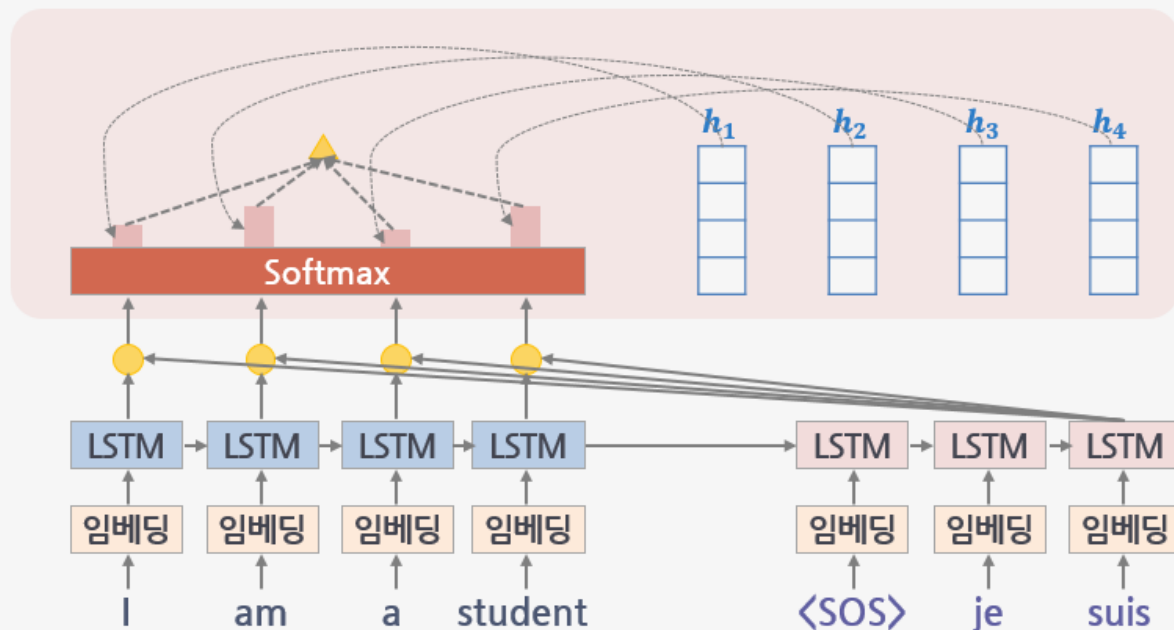 h₁ h₂ h₃ h₄
Softmax
LSTM LSTM LSTM LSTM LSTM LSTM LSTM
임베딩 임베딩 임베딩 임베딩 임베딩 임베딩 임베딩
I am a student <SOS> je suis